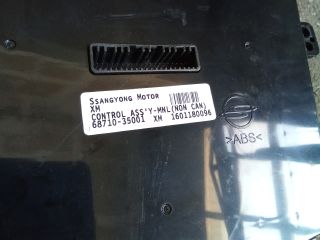 SSANGYONG MOTOR
XM
CONTROL ASS'Y-MNL(NON CAN)
68710-35001 XM 1601180096
>ABS<